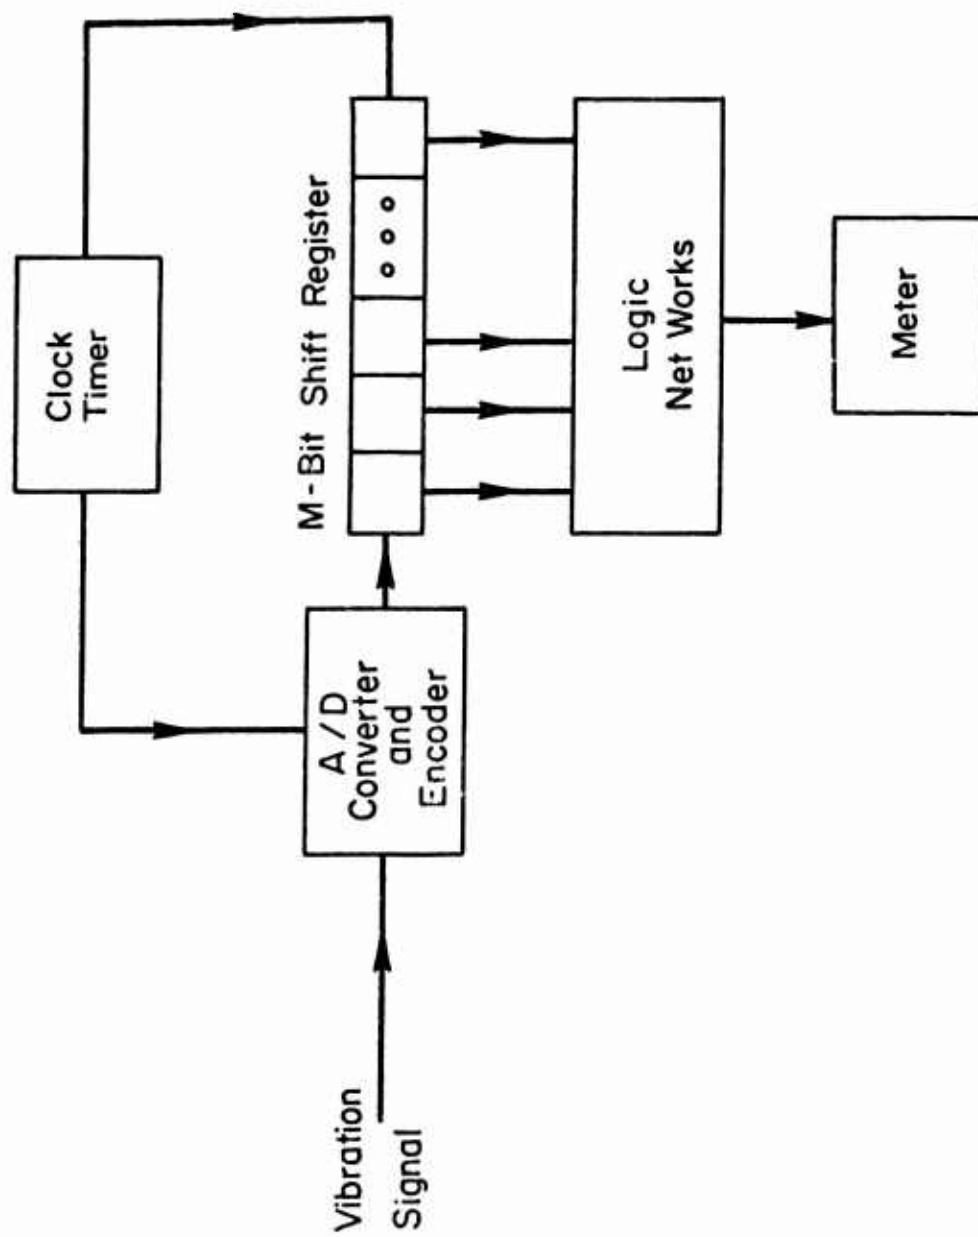 Clock
Timer
M-Bit Shift Register
A/D
Converter
and
Encoder
Vibration
Signal
Logic
Net Works
Meter